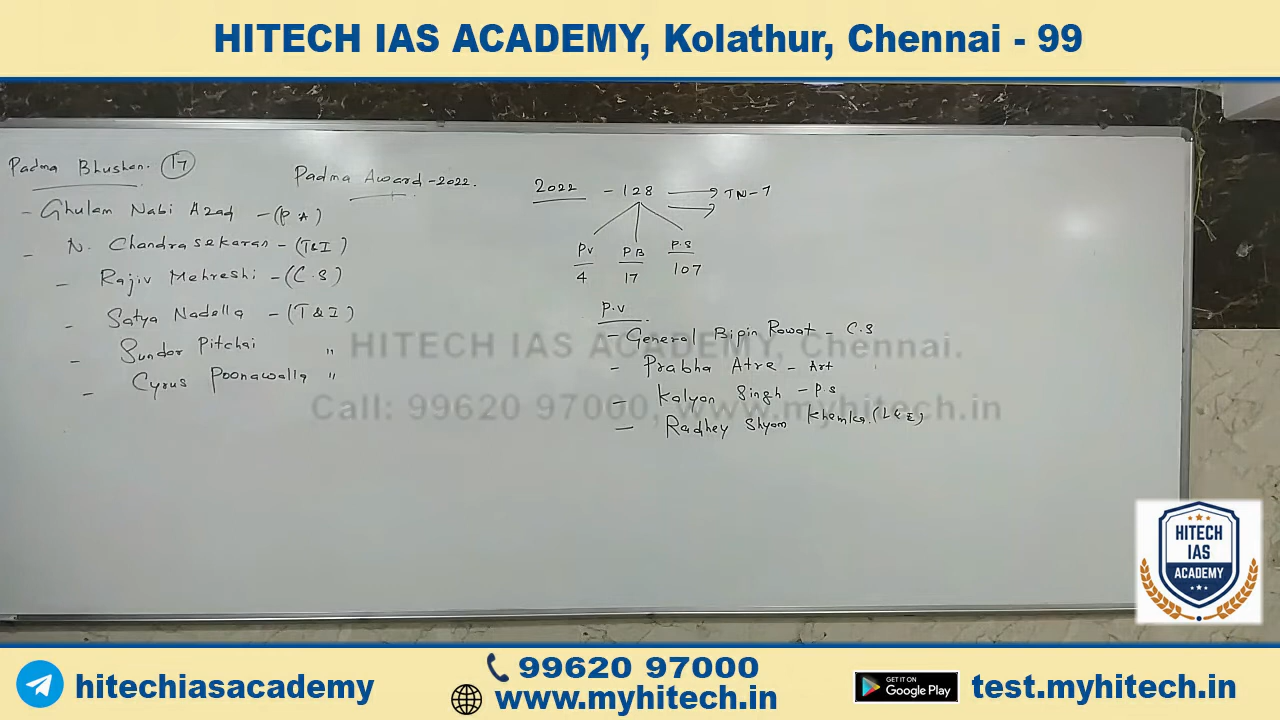 HITECH IAS ACADEMY, Kolathur, Chennai - 99
Padma Bhushan. 17
- Ghulam Nabi Azad - (P A)
- N. Chandrasekaran - (T&I)
- Rajiv Mehreshi - (C.S)
- Satya Nadella - (T & I)
- Sundar Pitchai "
- Cyrus Poonawalla "
Padma Award-2022.
2022 - 128 → TN-7
→
PV PB P.S
4 17 107
P.V
- General Bipin Rawat - C.S
- Prabha Atre - Art
- Kalyan Singh - P.S
- Radhey Shyam Khemka. (L&E)
HITECH IAS ACADEMY, Chennai.
Call: 99620 97000, www.myhitech.in
HITECH
IAS
ACADEMY
hitechiasacademy
99620 97000
www.myhitech.in
GET IT ON
Google Play
test.myhitech.in